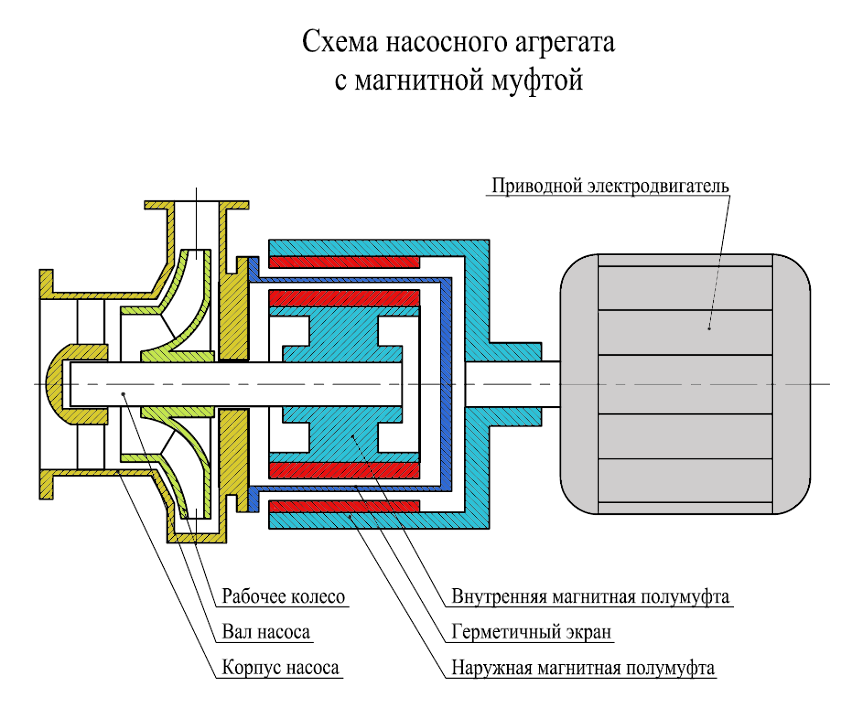 Схема насосного агрегата
с магнитной муфтой
Приводной электродвигатель
Рабочее колесо
Вал насоса
Корпус насоса
Внутренняя магнитная полумуфта
Герметичный экран
Наружная магнитная полумуфта